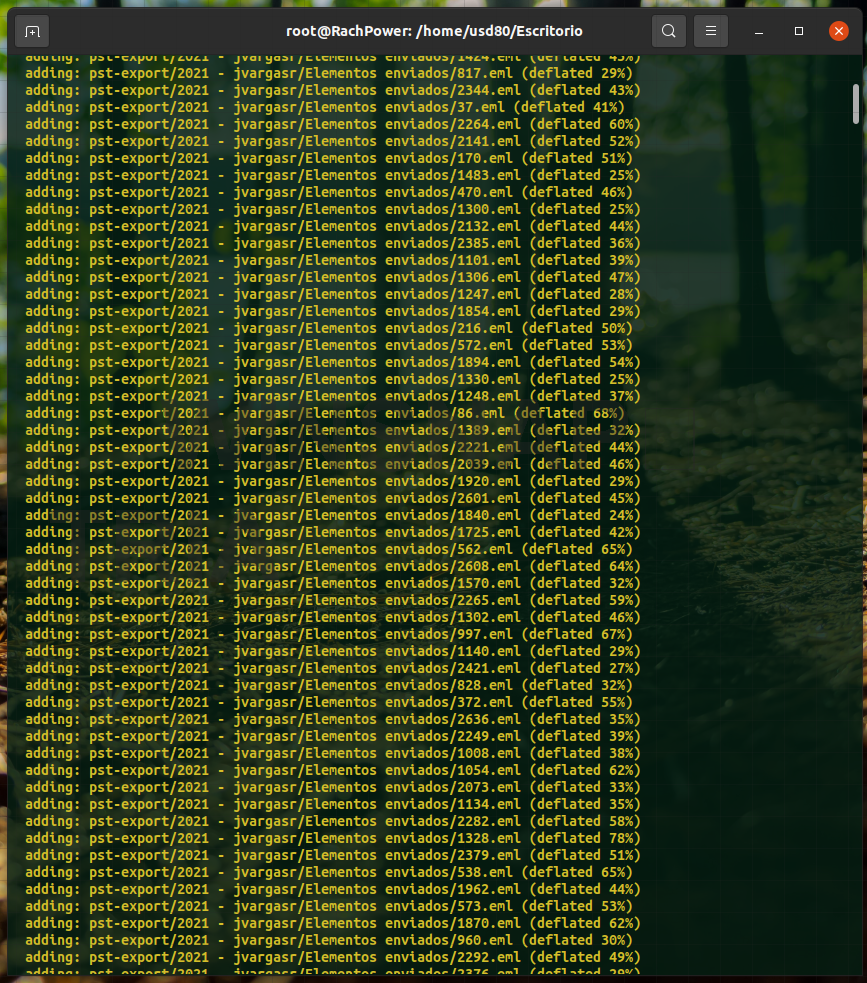 root@RachPower: /home/usd80/Escritorio
adding: pst-export/2021 - jvargasr/Elementos enviados/1424.eml (deflated 45%)
adding: pst-export/2021 - jvargasr/Elementos enviados/817.eml (deflated 29%)
adding: pst-export/2021 - jvargasr/Elementos enviados/2344.eml (deflated 43%)
adding: pst-export/2021 - jvargasr/Elementos enviados/37.eml (deflated 41%)
adding: pst-export/2021 - jvargasr/Elementos enviados/2264.eml (deflated 60%)
adding: pst-export/2021 - jvargasr/Elementos enviados/2141.eml (deflated 52%)
adding: pst-export/2021 - jvargasr/Elementos enviados/170.eml (deflated 51%)
adding: pst-export/2021 - jvargasr/Elementos enviados/1483.eml (deflated 25%)
adding: pst-export/2021 - jvargasr/Elementos enviados/470.eml (deflated 46%)
adding: pst-export/2021 - jvargasr/Elementos enviados/1300.eml (deflated 25%)
adding: pst-export/2021 - jvargasr/Elementos enviados/2132.eml (deflated 44%)
adding: pst-export/2021 - jvargasr/Elementos enviados/2385.eml (deflated 36%)
adding: pst-export/2021 - jvargasr/Elementos enviados/1101.eml (deflated 39%)
adding: pst-export/2021 - jvargasr/Elementos enviados/1306.eml (deflated 47%)
adding: pst-export/2021 - jvargasr/Elementos enviados/1247.eml (deflated 28%)
adding: pst-export/2021 - jvargasr/Elementos enviados/1854.eml (deflated 29%)
adding: pst-export/2021 - jvargasr/Elementos enviados/216.eml (deflated 50%)
adding: pst-export/2021 - jvargasr/Elementos enviados/572.eml (deflated 53%)
adding: pst-export/2021 - jvargasr/Elementos enviados/1894.eml (deflated 54%)
adding: pst-export/2021 - jvargasr/Elementos enviados/1330.eml (deflated 25%)
adding: pst-export/2021 - jvargasr/Elementos enviados/1248.eml (deflated 37%)
adding: pst-export/2021 - jvargasr/Elementos enviados/86.eml (deflated 68%)
adding: pst-export/2021 - jvargasr/Elementos enviados/1389.eml (deflated 32%)
adding: pst-export/2021 - jvargasr/Elementos enviados/2221.eml (deflated 44%)
adding: pst-export/2021 - jvargasr/Elementos enviados/2039.eml (deflated 46%)
adding: pst-export/2021 - jvargasr/Elementos enviados/1920.eml (deflated 29%)
adding: pst-export/2021 - jvargasr/Elementos enviados/2601.eml (deflated 45%)
adding: pst-export/2021 - jvargasr/Elementos enviados/1840.eml (deflated 24%)
adding: pst-export/2021 - jvargasr/Elementos enviados/1725.eml (deflated 42%)
adding: pst-export/2021 - jvargasr/Elementos enviados/562.eml (deflated 65%)
adding: pst-export/2021 - jvargasr/Elementos enviados/2608.eml (deflated 64%)
adding: pst-export/2021 - jvargasr/Elementos enviados/1570.eml (deflated 32%)
adding: pst-export/2021 - jvargasr/Elementos enviados/2265.eml (deflated 59%)
adding: pst-export/2021 - jvargasr/Elementos enviados/1302.eml (deflated 46%)
adding: pst-export/2021 - jvargasr/Elementos enviados/997.eml (deflated 67%)
adding: pst-export/2021 - jvargasr/Elementos enviados/1140.eml (deflated 29%)
adding: pst-export/2021 - jvargasr/Elementos enviados/2421.eml (deflated 27%)
adding: pst-export/2021 - jvargasr/Elementos enviados/828.eml (deflated 32%)
adding: pst-export/2021 - jvargasr/Elementos enviados/372.eml (deflated 55%)
adding: pst-export/2021 - jvargasr/Elementos enviados/2636.eml (deflated 35%)
adding: pst-export/2021 - jvargasr/Elementos enviados/2249.eml (deflated 39%)
adding: pst-export/2021 - jvargasr/Elementos enviados/1008.eml (deflated 38%)
adding: pst-export/2021 - jvargasr/Elementos enviados/1054.eml (deflated 62%)
adding: pst-export/2021 - jvargasr/Elementos enviados/2073.eml (deflated 33%)
adding: pst-export/2021 - jvargasr/Elementos enviados/1134.eml (deflated 35%)
adding: pst-export/2021 - jvargasr/Elementos enviados/2282.eml (deflated 58%)
adding: pst-export/2021 - jvargasr/Elementos enviados/1328.eml (deflated 78%)
adding: pst-export/2021 - jvargasr/Elementos enviados/2379.eml (deflated 51%)
adding: pst-export/2021 - jvargasr/Elementos enviados/538.eml (deflated 65%)
adding: pst-export/2021 - jvargasr/Elementos enviados/1962.eml (deflated 44%)
adding: pst-export/2021 - jvargasr/Elementos enviados/573.eml (deflated 53%)
adding: pst-export/2021 - jvargasr/Elementos enviados/1870.eml (deflated 62%)
adding: pst-export/2021 - jvargasr/Elementos enviados/960.eml (deflated 30%)
adding: pst-export/2021 - jvargasr/Elementos enviados/2292.eml (deflated 49%)
adding: pst-export/2021 - jvargasr/Elementos enviados/2376.eml (deflated